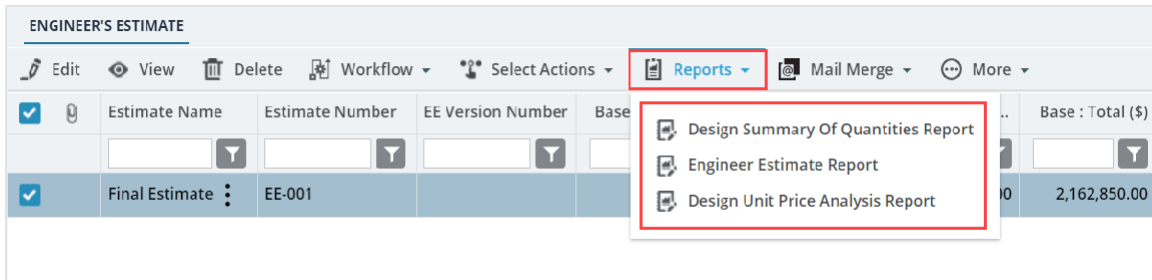 ENGINEER'S ESTIMATE
Edit View Delete Workflow Select Actions Reports Mail Merge More
Estimate Name Estimate Number EE Version Number Base .. Base : Total ($)
Design Summary Of Quantities Report
Engineer Estimate Report
Final Estimate EE-001 00 2,162,850.00
Design Unit Price Analysis Report